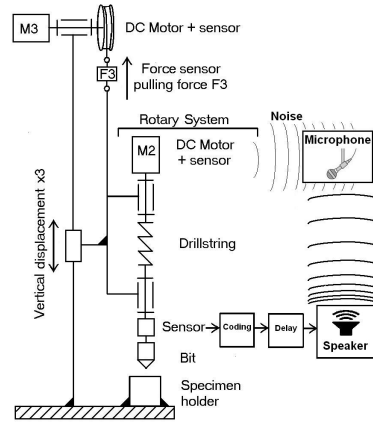 M3
DC Motor + sensor
F3
Force sensor
pulling force F3
Rotary System
Noise
M2
DC Motor
+ sensor
Microphone
Vertical displacement x3
Drillstring
Sensor
Coding
Delay
Speaker
Bit
Specimen
holder